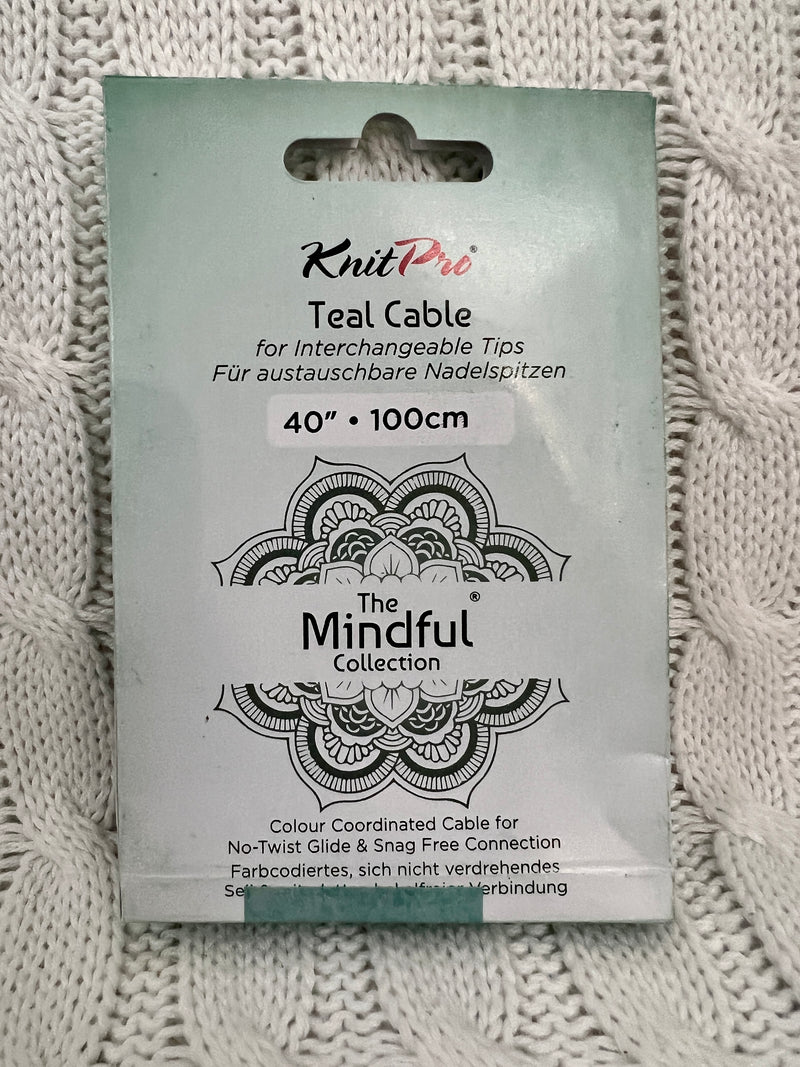 KnitPro®
Teal Cable
for Interchangeable Tips
Für austauschbare Nadelspitzen
40" • 100cm
The
Mindful®
Collection
Colour Coordinated Cable for
No-Twist Glide & Snag Free Connection
Farbcodiertes, sich nicht verdrehendes
Verbindung